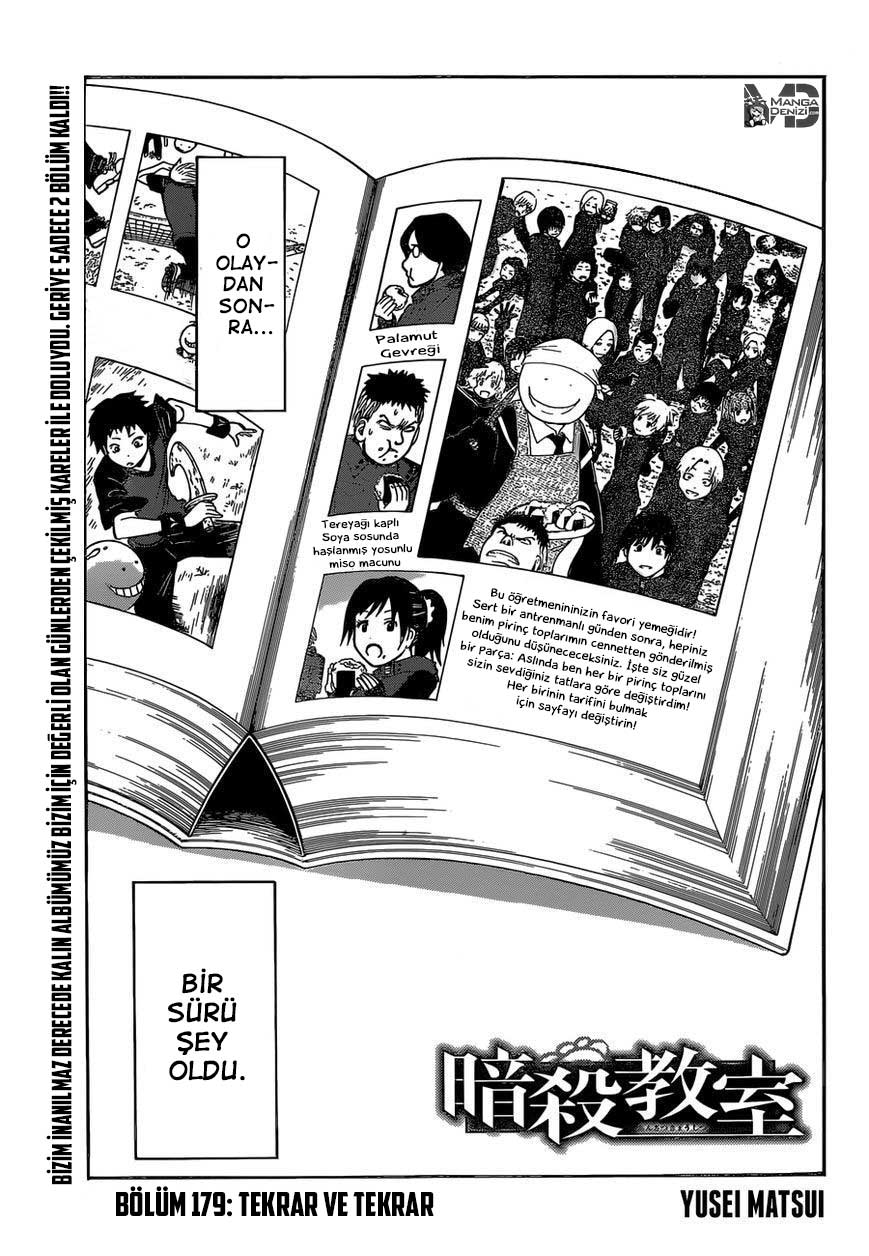 BİZİM İNANILMAZ DERECEDE KALIN ALBÜMÜMÜZ BİZİM İÇİN DEĞERLİ OLAN GÜNLERDEN ÇEKİLMİŞ KARELER İLE DOLUYDU. GERİYE SADECE 2 BÖLÜM KALDI!!
MANGA
DENİZİ
O
OLAY-
DAN
SON-
RA...
Palamut
Gevreği
Tereyağı kaplı
Soya sosunda
haşlanmış yosunlu
miso macunu
Bu öğretmenininizin favori yemeğidir!
Sert bir antrenmanlı günden sonra, hepiniz
benim pirinç toplarımın cennetten gönderilmiş
olduğunu düşünececeksiniz. İşte siz güzel
bir parça: Aslında ben her bir pirinç toplarını
sizin sevdiğiniz tatlara göre değiştirdim!
Her birinin tarifini bulmak
için sayfayı değiştirin!
BİR
SÜRÜ
ŞEY
OLDU.
暗殺教室
BÖLÜM 179: TEKRAR VE TEKRAR
YUSEI MATSUI